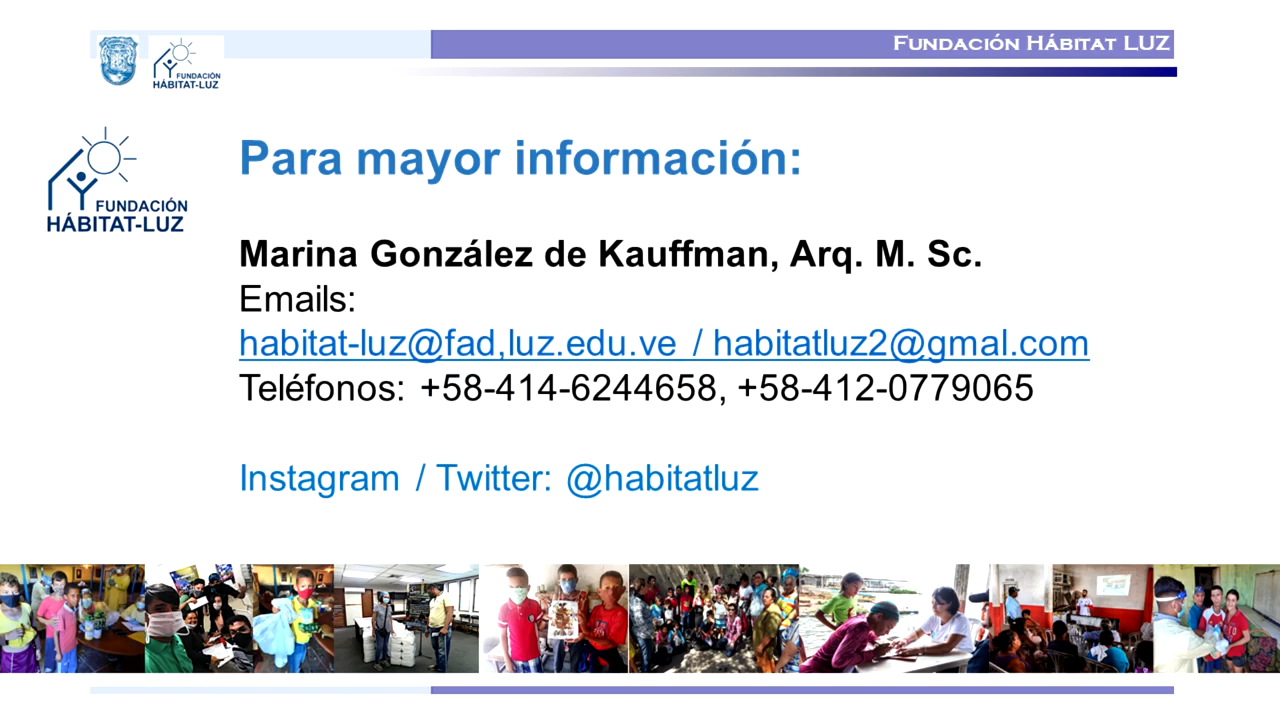 Fundación Hábitat LUZ
FUNDACIÓN
HÁBITAT-LUZ
FUNDACIÓN
HÁBITAT-LUZ
Para mayor información:
Marina González de Kauffman, Arq. M. Sc.
Emails:
habitat-luz@fad,luz.edu.ve / habitatluz2@gmal.com
Teléfonos: +58-414-6244658, +58-412-0779065
Instagram / Twitter: @habitatluz